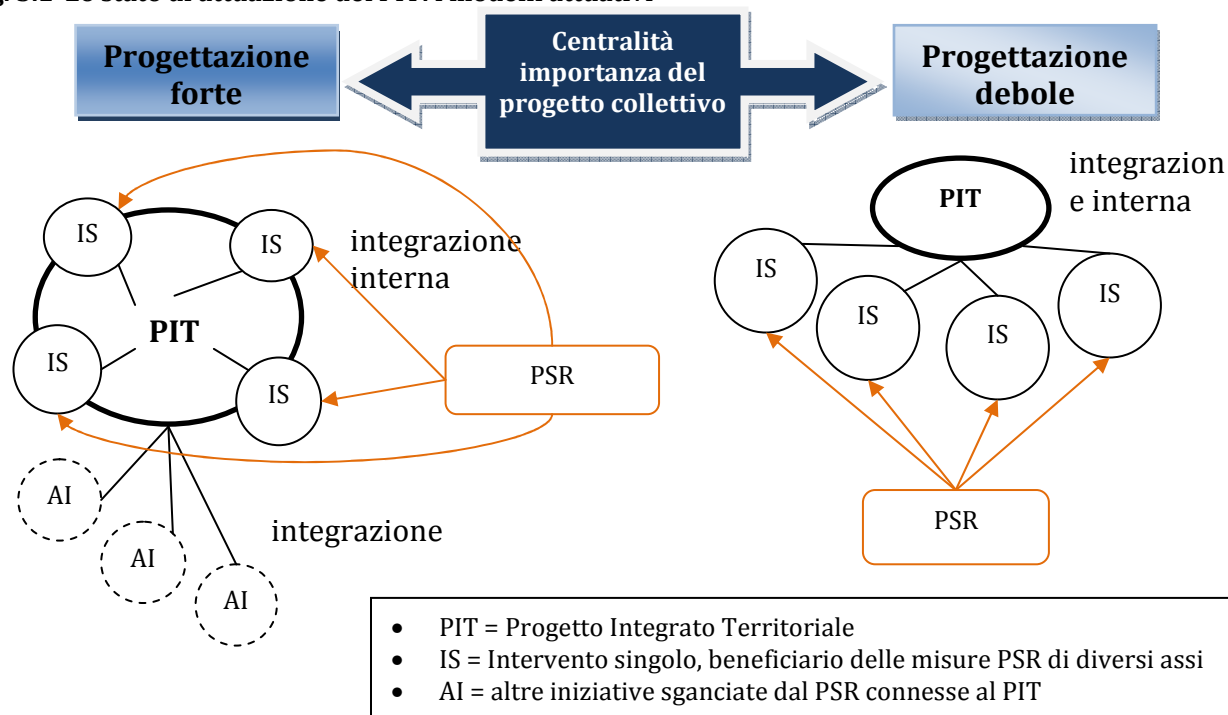 Progettazione
forte
Centralità
importanza del
progetto collettivo
Progettazione
debole
IS
IS
integrazione
interna
PIT
IS
IS
PSR
AI
AI
AI
integrazione
PIT
integrazion
e interna
IS
IS
IS
IS
PSR
• PIT = Progetto Integrato Territoriale
• IS = Intervento singolo, beneficiario delle misure PSR di diversi assi
• AI = altre iniziative sganciate dal PSR connesse al PIT